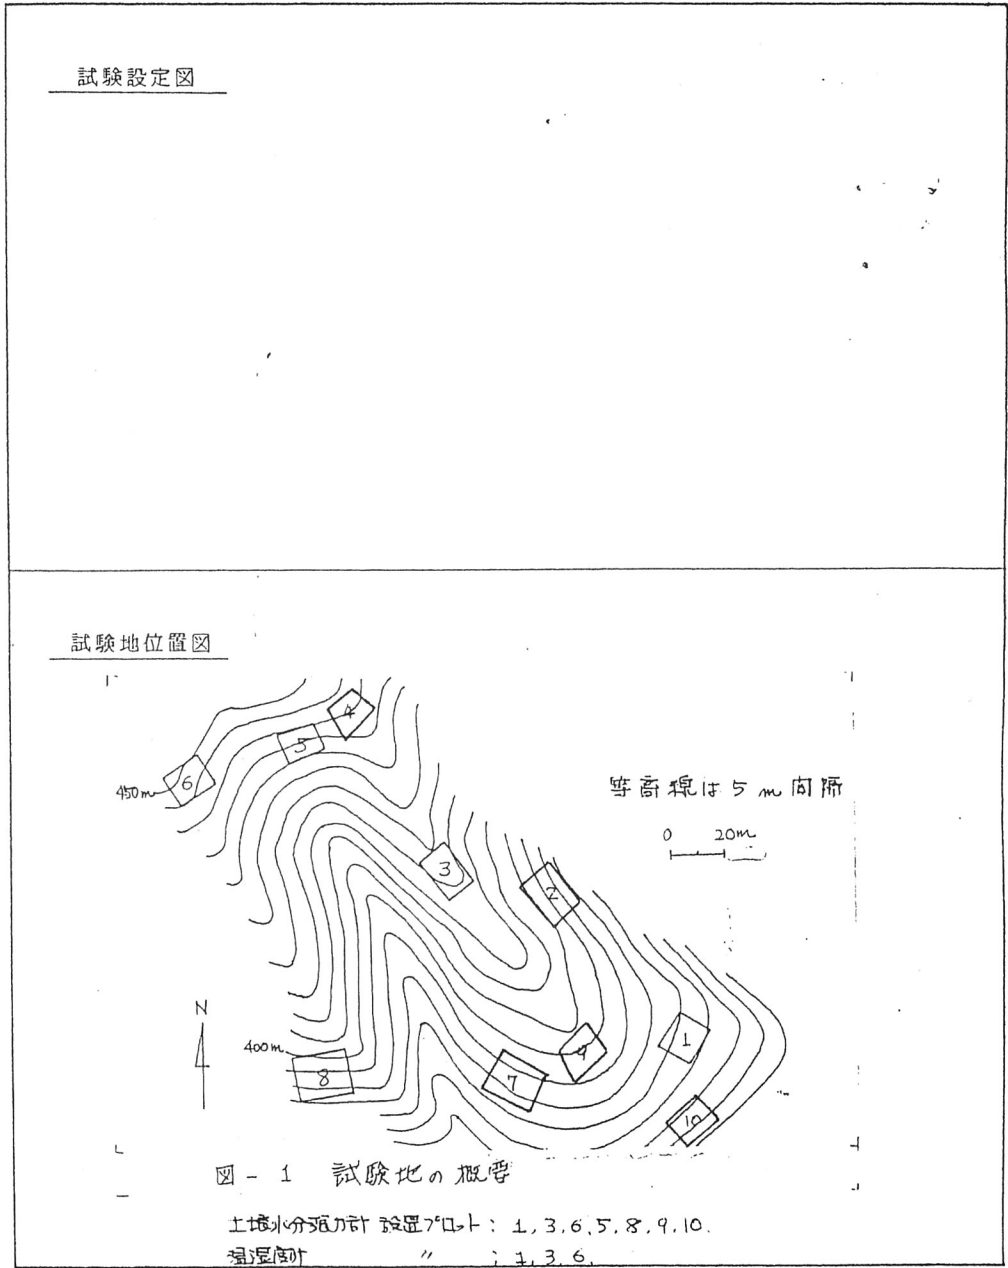 試験設定図
試験地位置図
4
5
6
450m
等高線は5m間隔
0 20m
3
2
N
1
400m
9
8
7
10
図-1 試験地の概要
土壌水分張力計 設置プロット: 1,3,6,5,8,9,10.
温湿度計 〃 : 1,3,6.